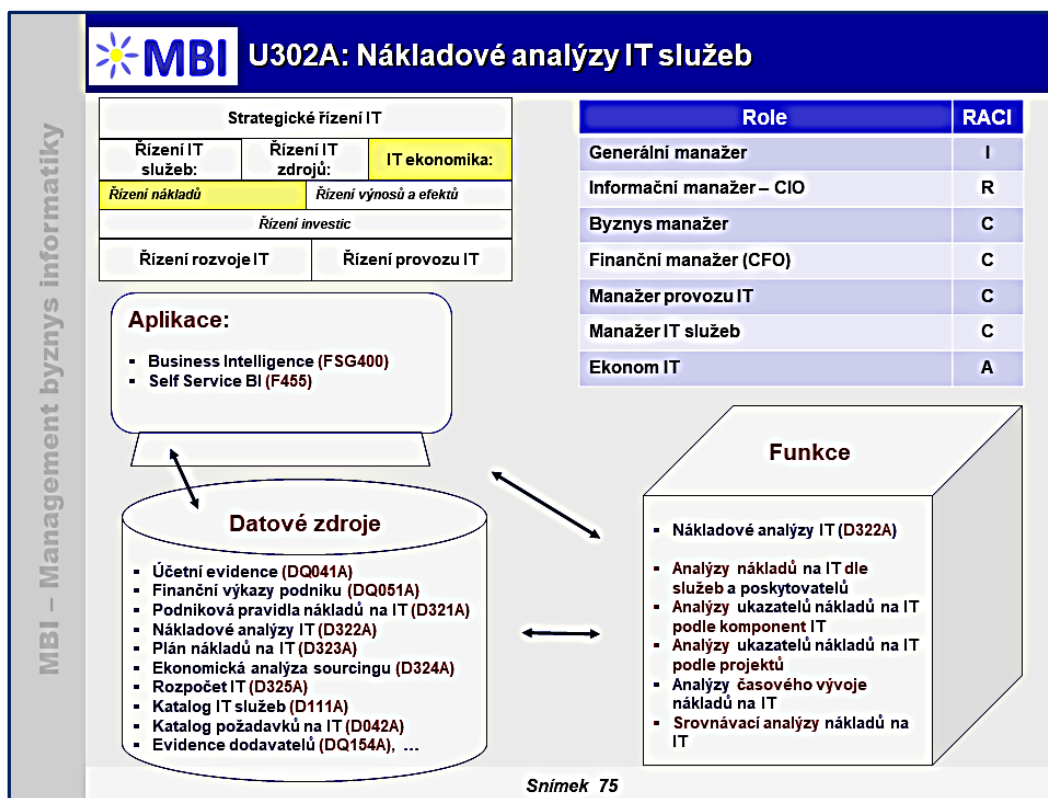 MBI – Management byznys informatiky
MBI
U302A: Nákladové analýzy IT služeb
Strategické řízení IT
Řízení IT
služeb:
Řízení IT
zdrojů:
IT ekonomika:
Řízení nákladů
Řízení výnosů a efektů
Řízení investic
Řízení rozvoje IT
Řízení provozu IT
Role RACI
Generální manažer I
Informační manažer – CIO R
Byznys manažer C
Finanční manažer (CFO) C
Manažer provozu IT C
Manažer IT služeb C
Ekonom IT A
Aplikace:
▪ Business Intelligence (FSG400)
▪ Self Service BI (F455)
Datové zdroje
▪ Účetní evidence (DQ041A)
▪ Finanční výkazy podniku (DQ051A)
▪ Podniková pravidla nákladů na IT (D321A)
▪ Nákladové analýzy IT (D322A)
▪ Plán nákladů na IT (D323A)
▪ Ekonomická analýza sourcingu (D324A)
▪ Rozpočet IT (D325A)
▪ Katalog IT služeb (D111A)
▪ Katalog požadavků na IT (D042A)
▪ Evidence dodavatelů (DQ154A), …
Funkce
▪ Nákladové analýzy IT (D322A)
▪ Analýzy nákladů na IT dle
služeb a poskytovatelů
▪ Analýzy ukazatelů nákladů na IT
podle komponent IT
▪ Analýzy ukazatelů nákladů na IT
podle projektů
▪ Analýzy časového vývoje
nákladů na IT
▪ Srovnávací analýzy nákladů na
IT
Snímek 75